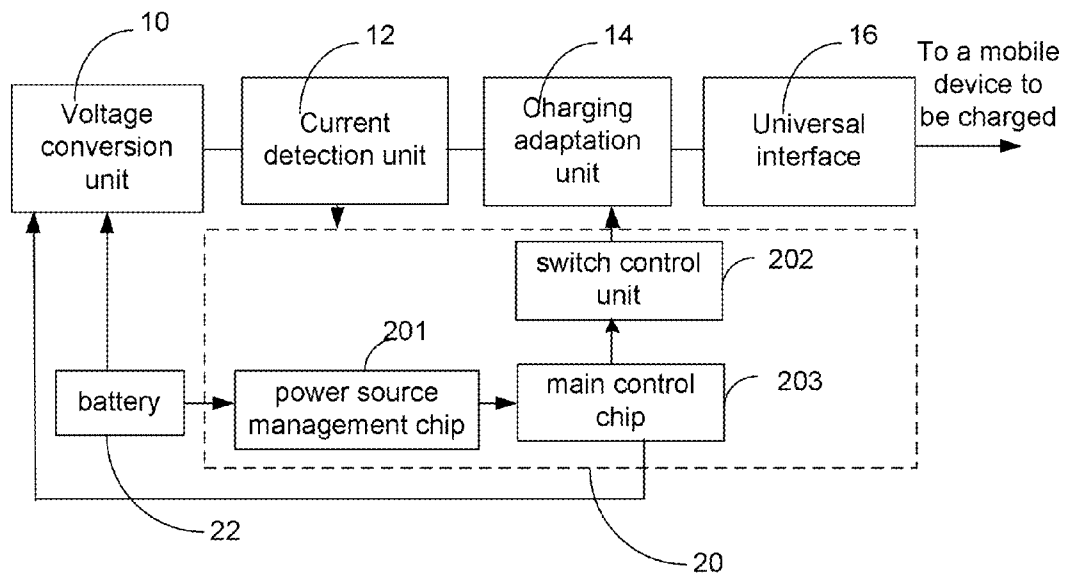 10
12
14
16
To a mobile
device to
be charged
Voltage
conversion
unit
Current
detection unit
Charging
adaptation
unit
Universal
interface
switch control
unit
202
201
battery
power source
management chip
main control
chip
203
22
20